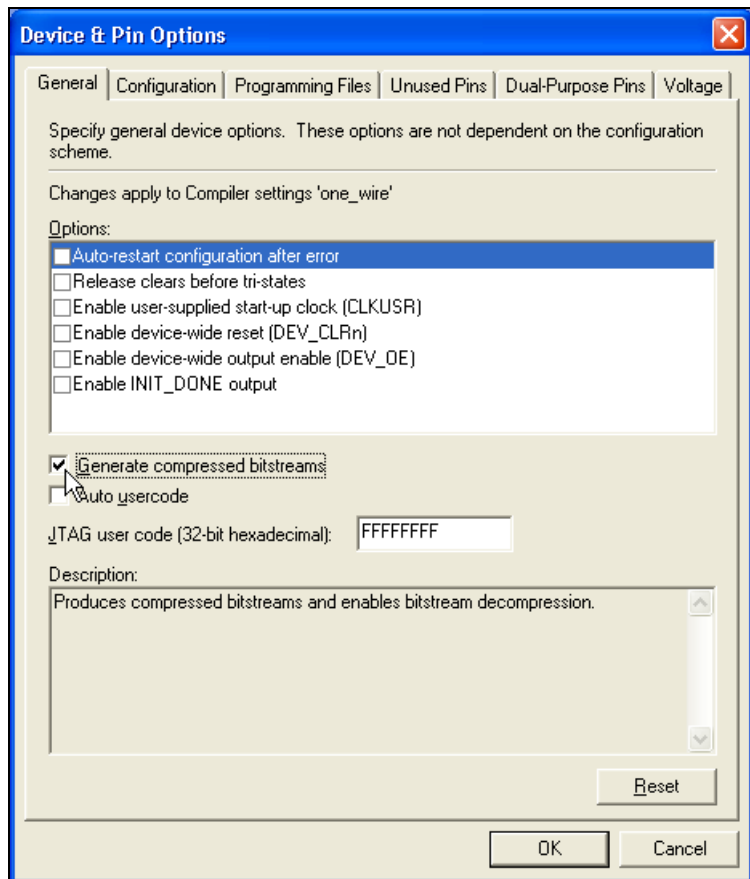 Device & Pin Options
General Configuration Programming Files Unused Pins Dual-Purpose Pins Voltage
Specify general device options. These options are not dependent on the configuration
scheme.
Changes apply to Compiler settings 'one_wire'
Options:
Auto-restart configuration after error
Release clears before tri-states
Enable user-supplied start-up clock (CLKUSR)
Enable device-wide reset (DEV_CLRn)
Enable device-wide output enable (DEV_OE)
Enable INIT_DONE output
Generate compressed bitstreams
Auto usercode
JTAG user code (32-bit hexadecimal): FFFFFFFF
Description:
Produces compressed bitstreams and enables bitstream decompression.
Reset
OK Cancel